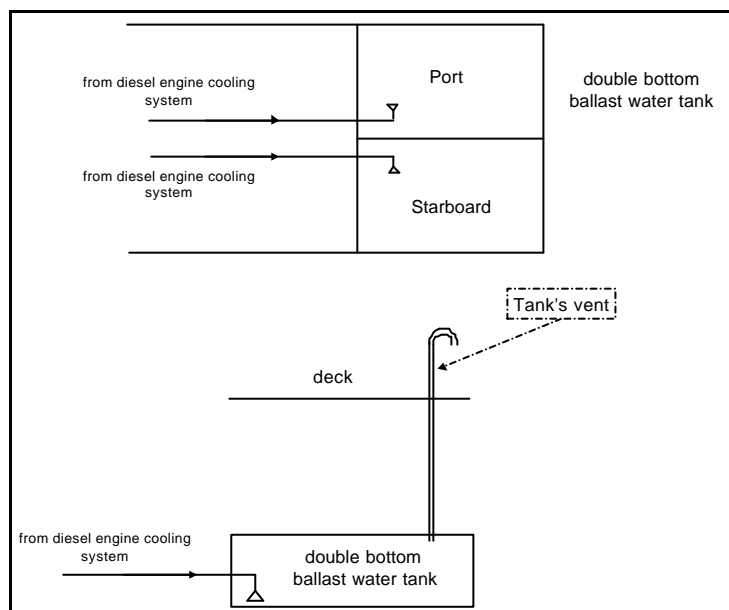 from diesel engine cooling
system
Port
double bottom
ballast water tank
from diesel engine cooling
system
Starboard
Tank's vent
deck
from diesel engine cooling
system
double bottom
ballast water tank